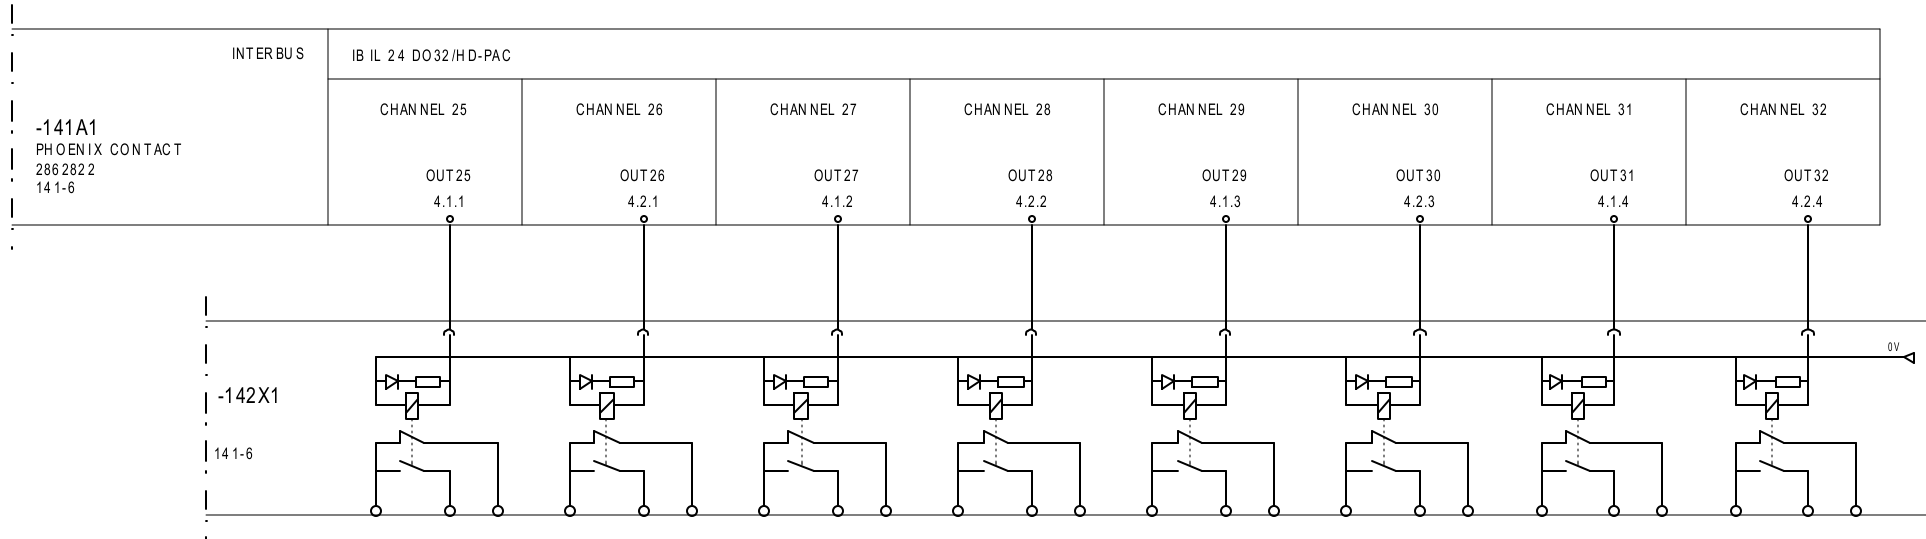 INTERBUS
IB IL 24 DO32/HD-PAC
CHANNEL 25
CHANNEL 26
CHANNEL 27
CHANNEL 28
CHANNEL 29
CHANNEL 30
CHANNEL 31
CHANNEL 32
-141A1
PHOENIX CONTACT
2862822
141-6
OUT25
OUT26
OUT27
OUT28
OUT29
OUT30
OUT31
OUT32
4.1.1
4.2.1
4.1.2
4.2.2
4.1.3
4.2.3
4.1.4
4.2.4
0V
-142X1
141-6